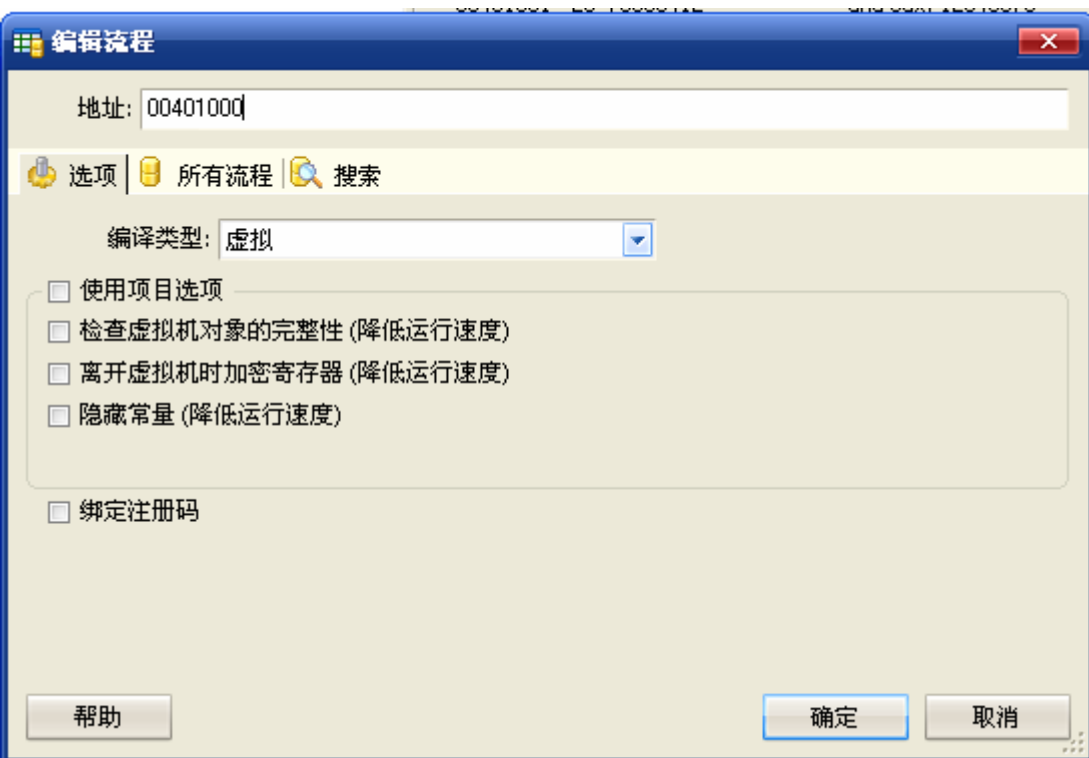 编辑流程
地址: 00401000
选项 所有流程 搜索
编译类型: 虚拟
使用项目选项
检查虚拟机对象的完整性 (降低运行速度)
离开虚拟机时加密寄存器 (降低运行速度)
隐藏常量 (降低运行速度)
绑定注册码
帮助 确定 取消